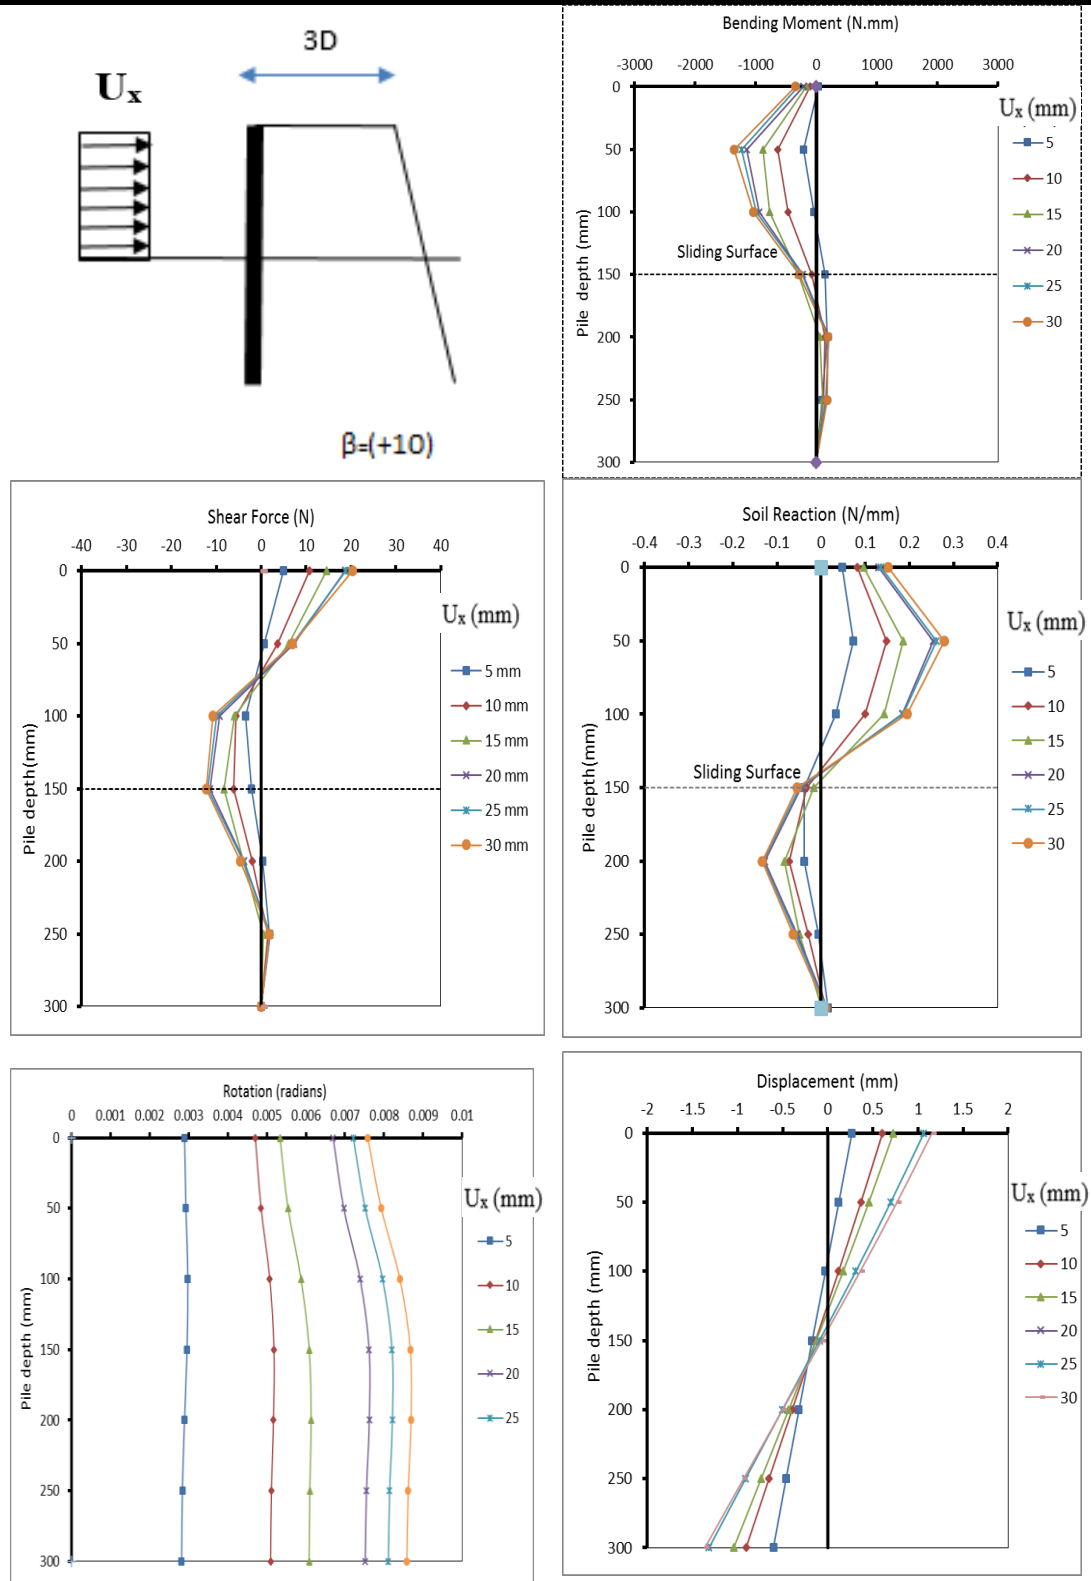 3D
Ux
β=(+10)
Bending Moment (N.mm)
-3000 -2000 -1000 0 1000 2000 3000
0
50
100
150
200
250
300
Pile depth (mm)
Sliding Surface
Ux (mm)
5
10
15
20
25
30
Shear Force (N)
-40 -30 -20 -10 0 10 20 30 40
0
50
100
150
200
250
300
Pile depth(mm)
Ux (mm)
5 mm
10 mm
15 mm
20 mm
25 mm
30 mm
Soil Reaction (N/mm)
-0.4 -0.3 -0.2 -0.1 0 0.1 0.2 0.3 0.4
0
50
100
150
200
250
300
Pile depth(mm)
Sliding Surface
Ux (mm)
5
10
15
20
25
30
Rotation (radians)
0 0.001 0.002 0.003 0.004 0.005 0.006 0.007 0.008 0.009 0.01
0
50
100
150
200
250
300
Pile depth (mm)
Ux (mm)
5
10
15
20
25
Displacement (mm)
-2 -1.5 -1 -0.5 0 0.5 1 1.5 2
0
50
100
150
200
250
300
Pile depth (mm)
Ux (mm)
5
10
15
20
25
30